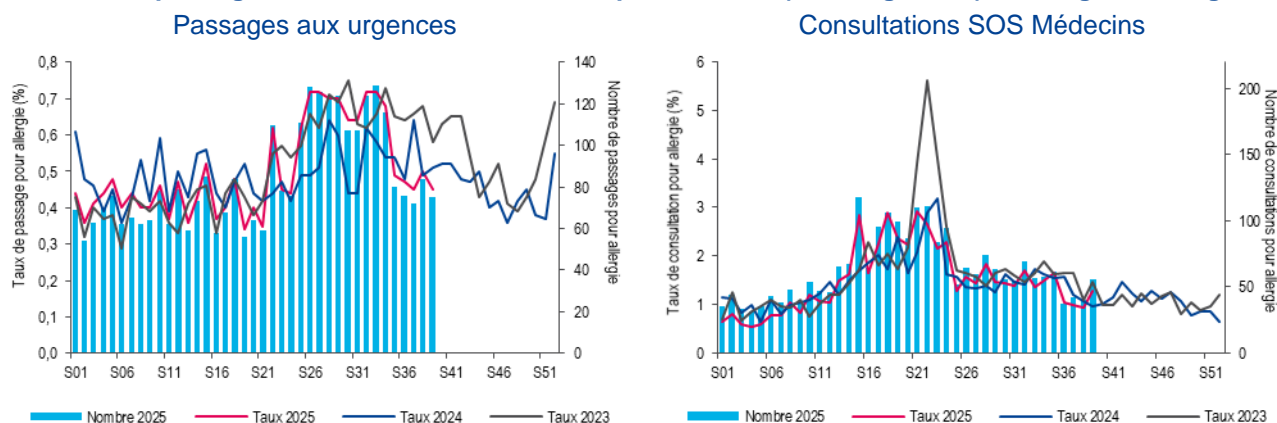 Passages aux urgences
Taux de passage pour allergie (%)
0,8
0,7
0,6
0,5
0,4
0,3
0,2
0,1
0,0
140
120
100
80
60
40
20
0
Nombre de passages pour allergie
S01 S06 S11 S16 S21 S26 S31 S36 S41 S46 S51
Nombre 2025 Taux 2025 Taux 2024 Taux 2023
Consultations SOS Médecins
Taux de consultation pour allergie (%)
6
5
4
3
2
1
0
200
150
100
50
0
Nombre de consultations pour allergie
S01 S06 S11 S16 S21 S26 S31 S36 S41 S46 S51
Nombre 2025 Taux 2025 Taux 2024 Taux 2023